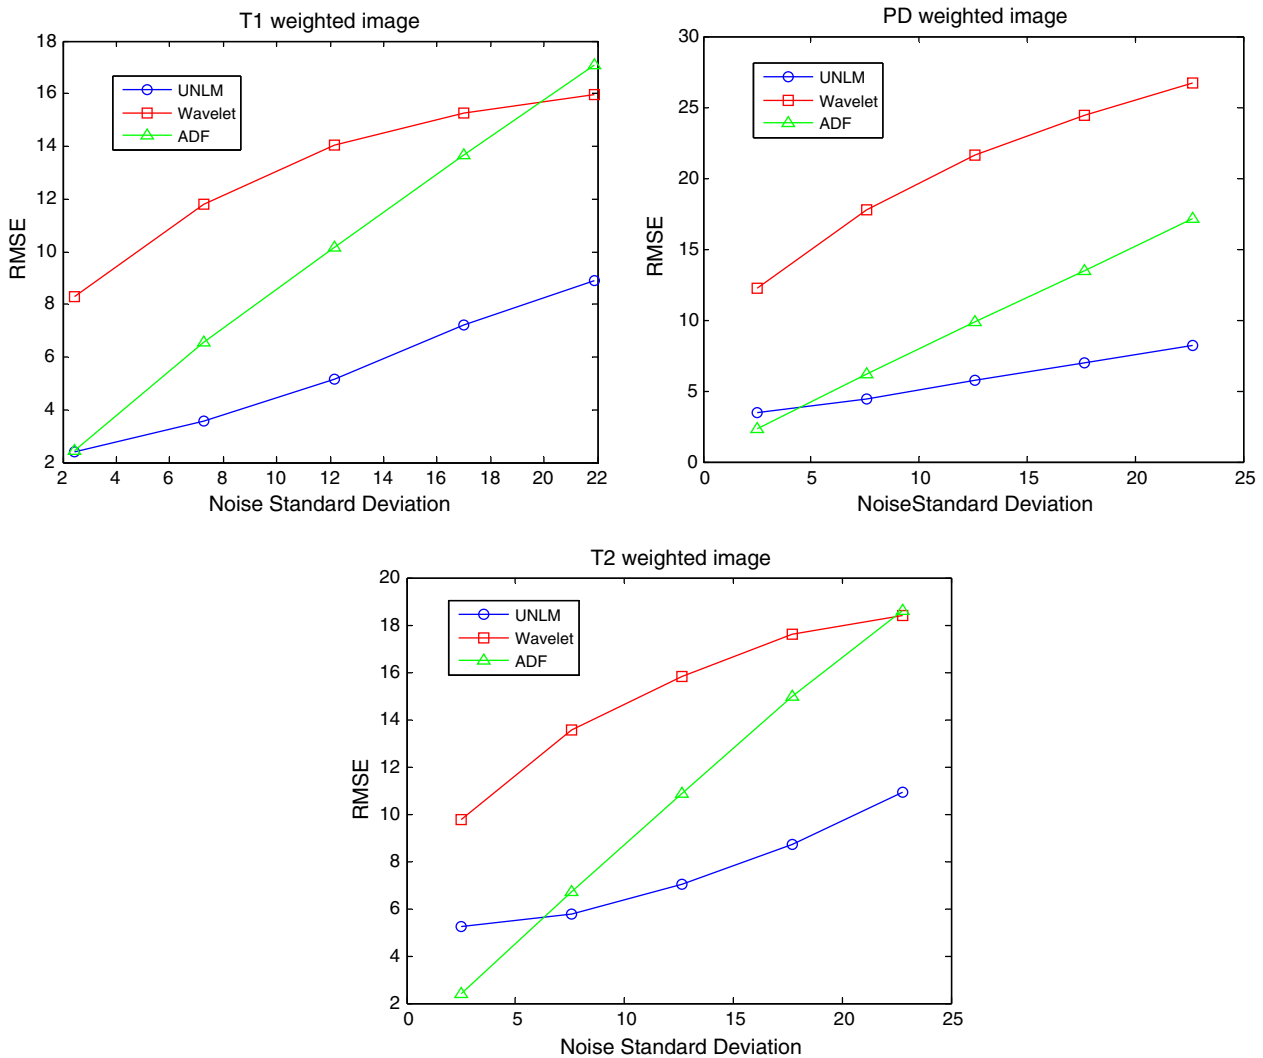 T1 weighted image
18
16
14
12
10
8
6
4
2
RMSE
UNLM
Wavelet
ADF
2 4 6 8 10 12 14 16 18 20 22
Noise Standard Deviation
PD weighted image
30
25
20
15
10
5
0
RMSE
UNLM
Wavelet
ADF
0 5 10 15 20 25
NoiseStandard Deviation
T2 weighted image
20
18
16
14
12
10
8
6
4
2
RMSE
UNLM
Wavelet
ADF
0 5 10 15 20 25
Noise Standard Deviation